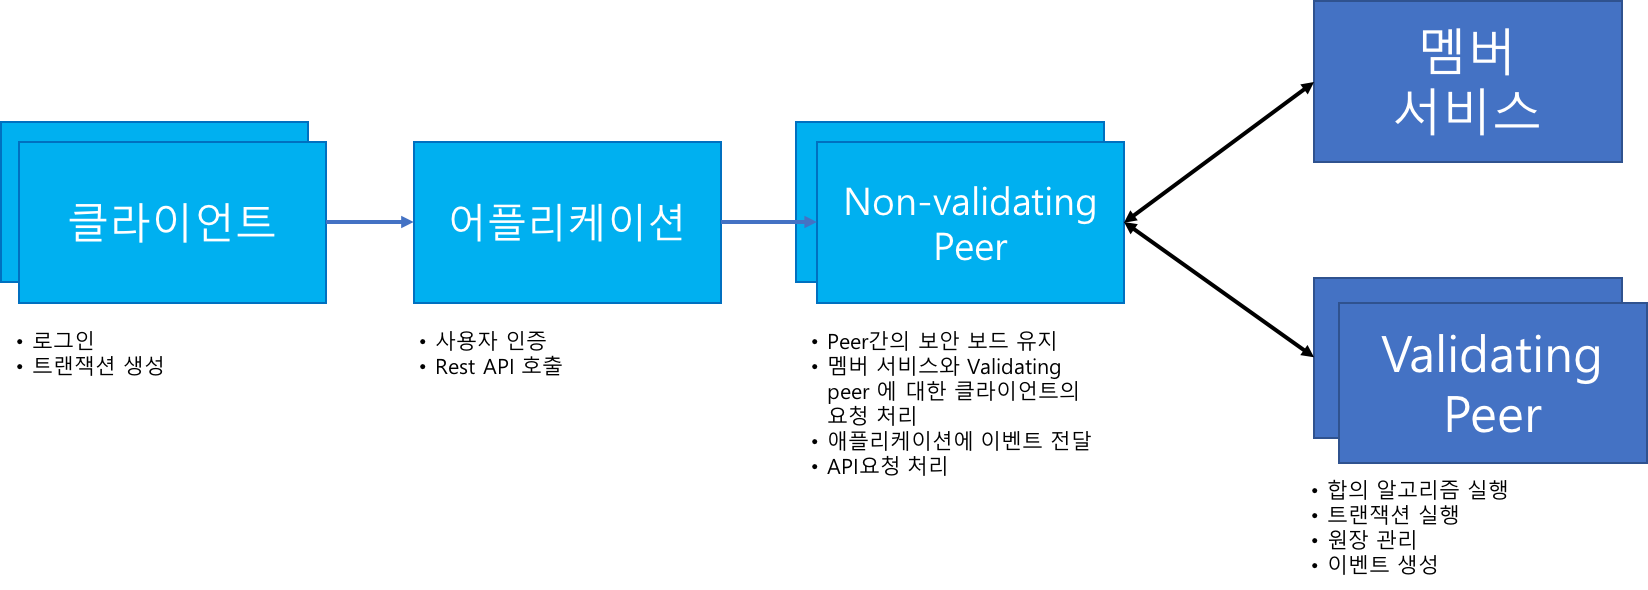 멤버
서비스
클라이언트
어플리케이션
Non-validating
Peer
Validating
Peer
• 로그인
• 트랜잭션 생성
• 사용자 인증
• Rest API 호출
• Peer간의 보안 보드 유지
• 멤버 서비스와 Validating
peer 에 대한 클라이언트의
요청 처리
• 애플리케이션에 이벤트 전달
• API요청 처리
• 합의 알고리즘 실행
• 트랜잭션 실행
• 원장 관리
• 이벤트 생성